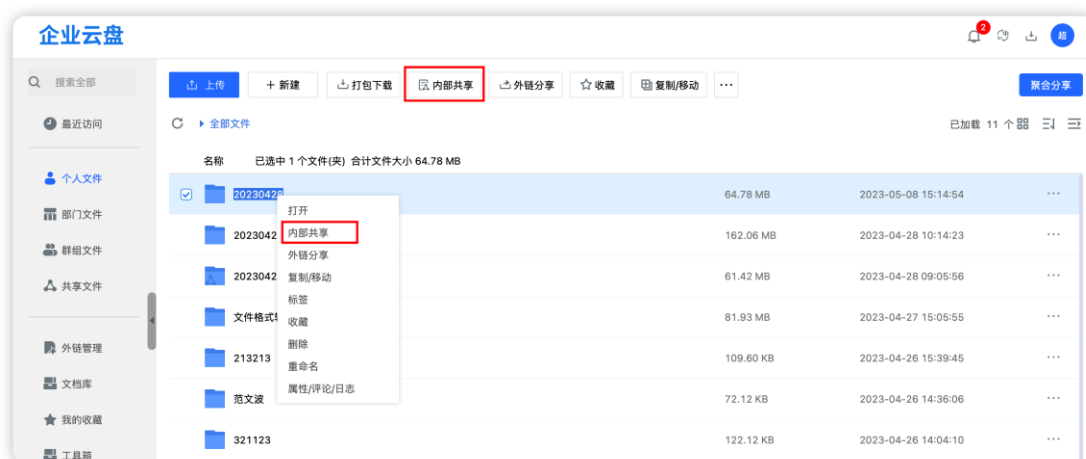 企业云盘
2
超
搜索全部
上传
+ 新建
打包下载
内部共享
外链分享
收藏
复制/移动
···
聚合分享
最近访问
全部文件
已加载 11 个
名称 已选中 1 个文件(夹) 合计文件大小 64.78 MB
个人文件
20230428 64.78 MB 2023-05-08 15:14:54 ···
打开
部门文件
2023042 内部共享 162.06 MB 2023-04-28 10:14:23 ···
群组文件
外链分享
2023042 复制/移动 61.42 MB 2023-04-28 09:05:56 ···
共享文件
标签
文件格式 收藏 81.93 MB 2023-04-27 15:05:55 ···
外链管理
删除
213213 109.60 KB 2023-04-26 15:39:45 ···
重命名
文档库
属性/评论/日志
范文波 72.12 KB 2023-04-26 14:36:06 ···
我的收藏
321123 122.12 KB 2023-04-26 14:04:10 ···
工具箱